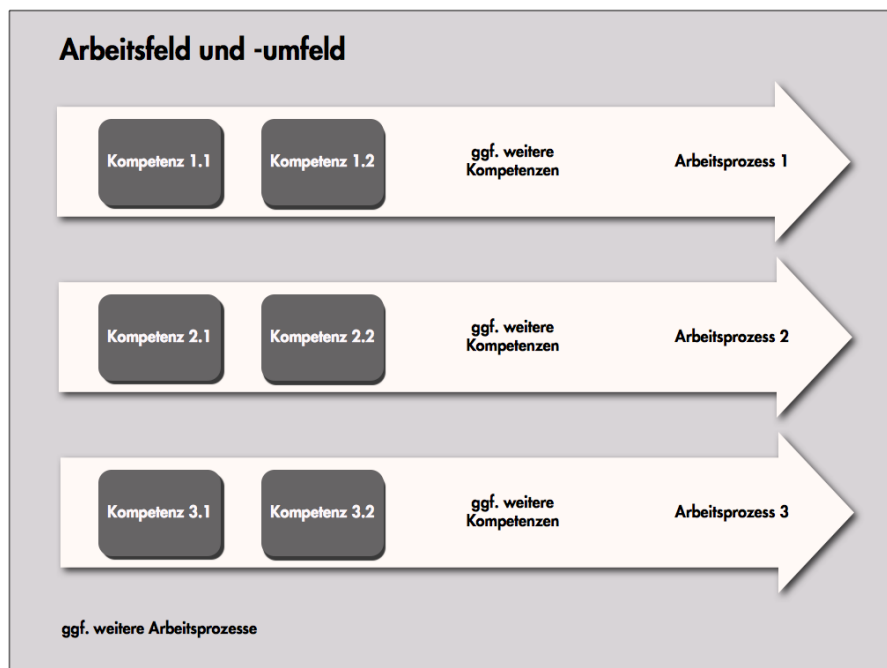 Arbeitsfeld und -umfeld
Kompetenz 1.1
Kompetenz 1.2
ggf. weitere
Kompetenzen
Arbeitsprozess 1
Kompetenz 2.1
Kompetenz 2.2
ggf. weitere
Kompetenzen
Arbeitsprozess 2
Kompetenz 3.1
Kompetenz 3.2
ggf. weitere
Kompetenzen
Arbeitsprozess 3
ggf. weitere Arbeitsprozesse